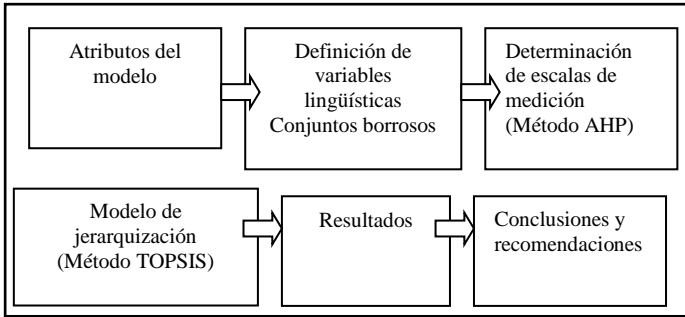 Atributos del
modelo
Definición de
variables
lingüísticas
Conjuntos borrosos
Determinación
de escalas de
medición
(Método AHP)
Modelo de
jerarquización
(Método TOPSIS)
Resultados
Conclusiones y
recomendaciones